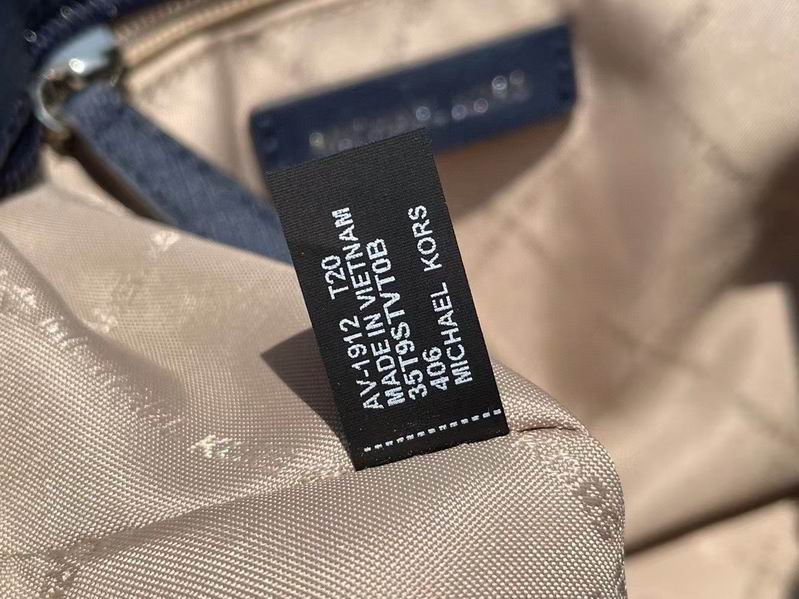 AV-1912 T20
MADE IN VIETNAM
35T9STVT0B
406
MICHAEL KORS